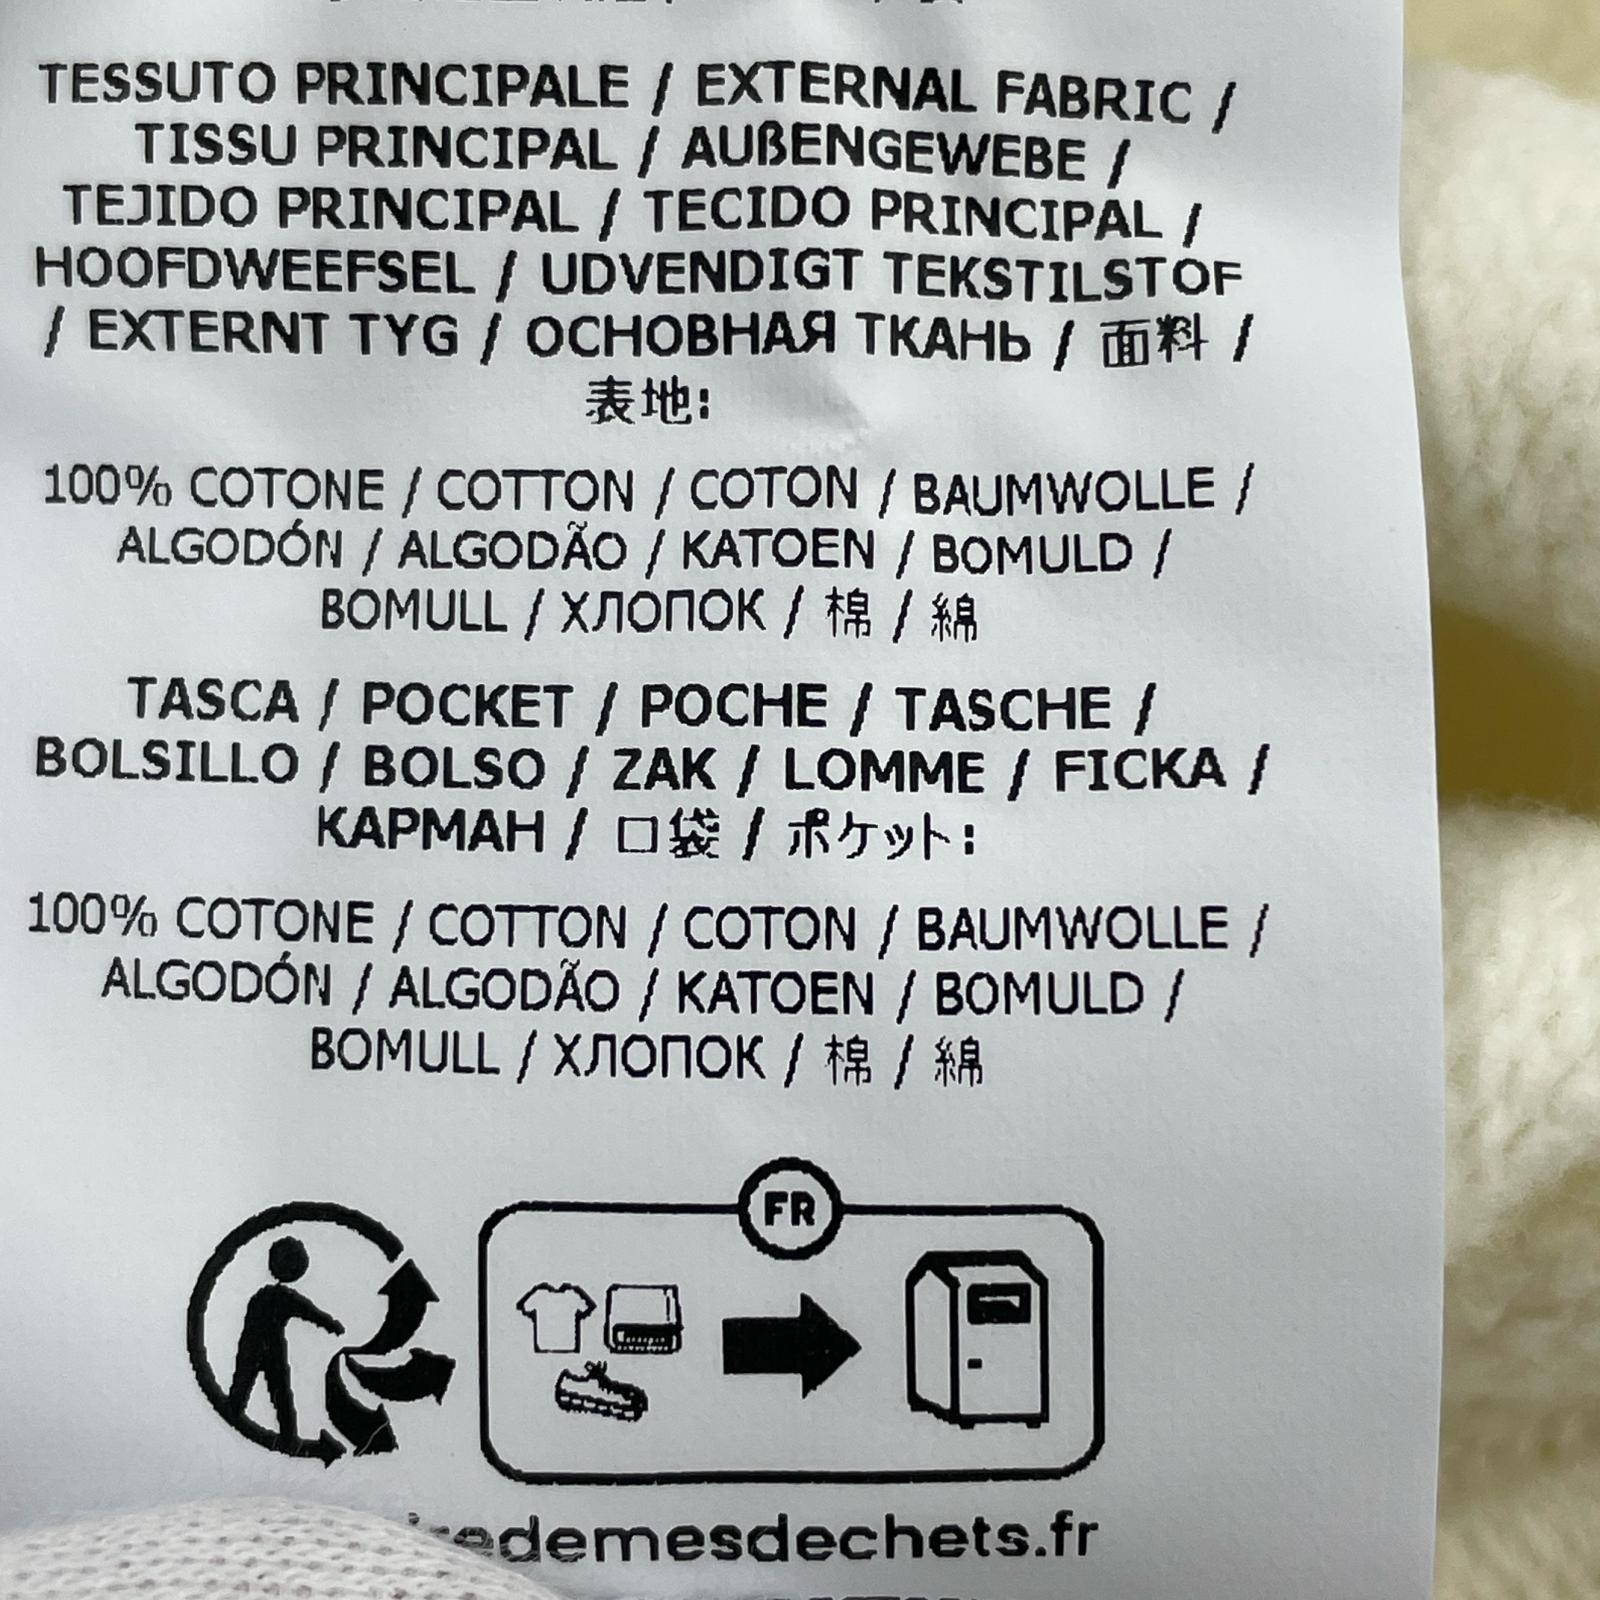 TESSUTO PRINCIPALE / EXTERNAL FABRIC /
TISSU PRINCIPAL / AUßENGEWEBE /
TEJIDO PRINCIPAL / TECIDO PRINCIPAL /
HOOFDWEEFSEL / UDVENDIGT TEKSTILSTOF
/ EXTERNT TYG / ОСНОВНАЯ ТКАНЬ / 面料 /
表地:
100% COTONE / COTTON / COTON / BAUMWOLLE /
ALGODÓN / ALGODÃO / KATOEN / BOMULD /
BOMULL / ХЛОПОК / 棉 / 綿
TASCA / POCKET / POCHE / TASCHE /
BOLSILLO / BOLSO / ZAK / LOMME / FICKA /
КАРМАН / 口袋 / ポケット:
100% COTONE / COTTON / COTON / BAUMWOLLE /
ALGODÓN / ALGODÃO / KATOEN / BOMULD /
BOMULL / ХЛОПОК / 棉 / 綿
FR
redemesdechets.fr